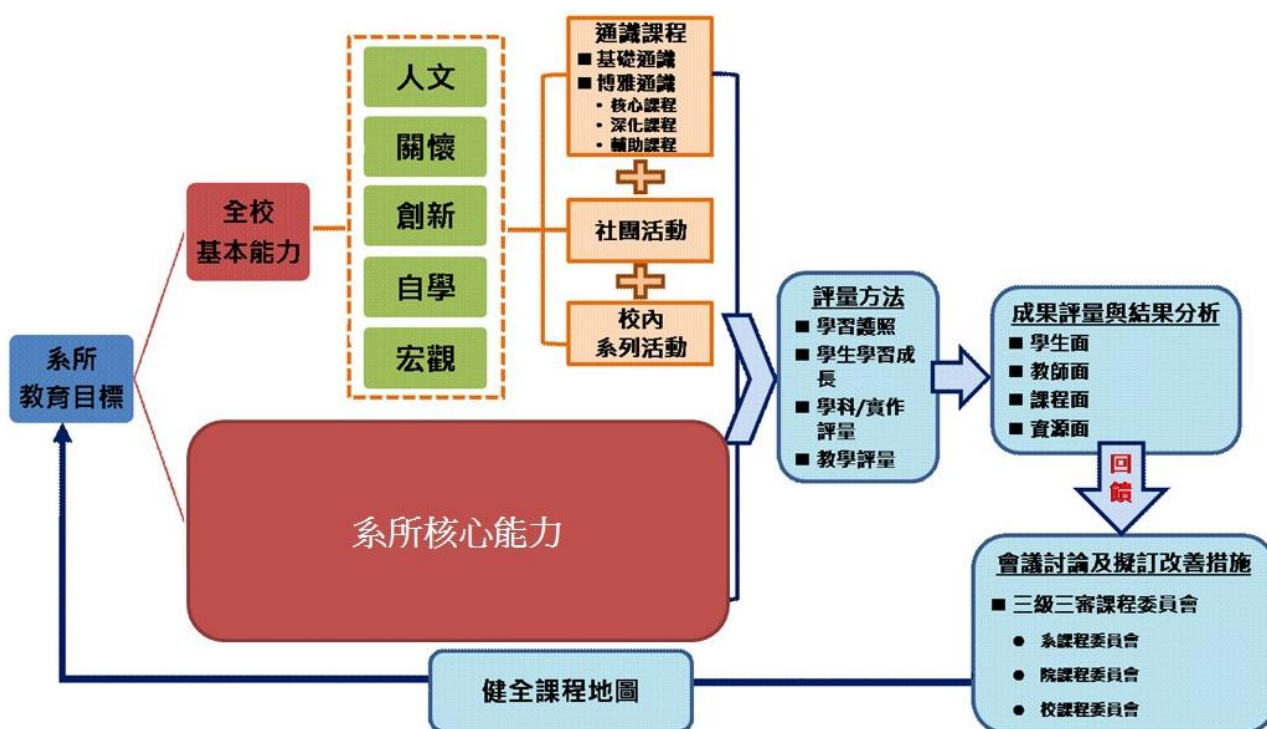 系所
教育目標
全校
基本能力
人文
關懷
創新
自學
宏觀
通識課程
■ 基礎通識
■ 博雅通識
• 核心課程
• 深化課程
• 輔助課程
社團活動
校內
系列活動
系所核心能力
評量方法
■ 學習護照
■ 學生學習成
長
■ 學科/實作
評量
■ 教學評量
成果評量與結果分析
■ 學生面
■ 教師面
■ 課程面
■ 資源面
回
饋
會議討論及擬訂改善措施
■ 三級三審課程委員會
● 系課程委員會
● 院課程委員會
● 校課程委員會
健全課程地圖